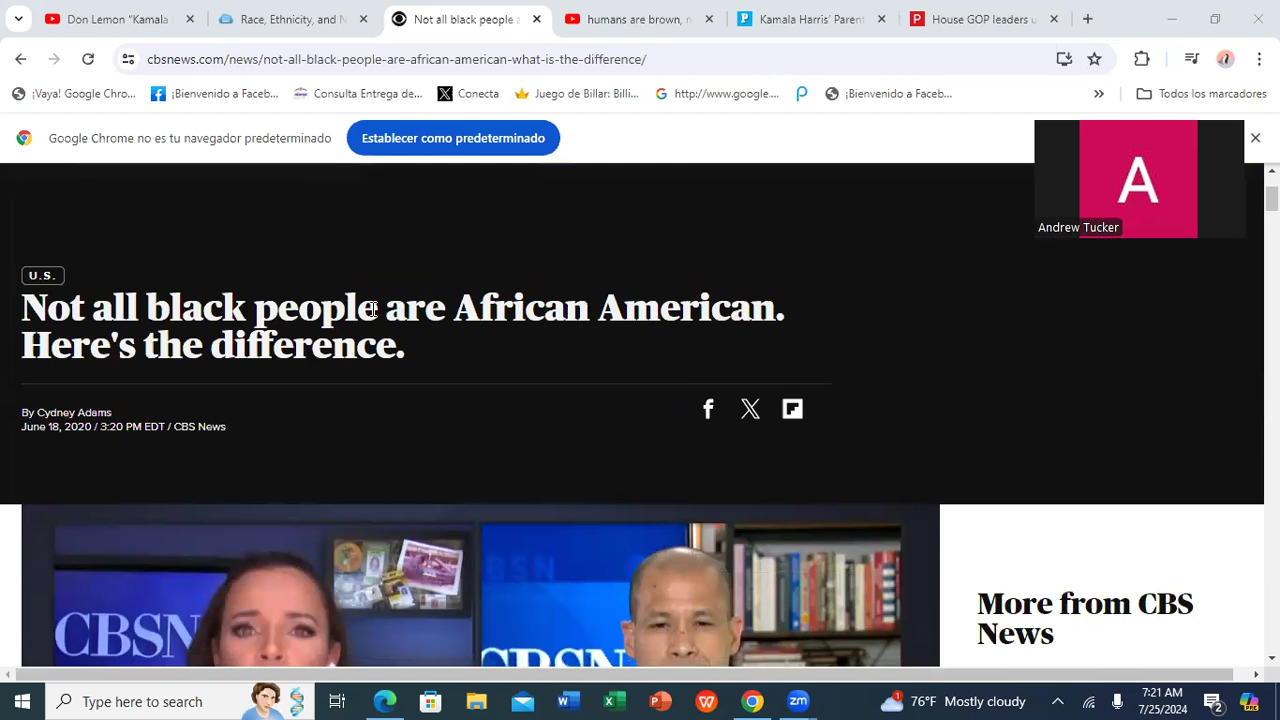 Don Lemon "Kamala
Race, Ethnicity, and N
Not all black people a
humans are brown, n
Kamala Harris' Parent
House GOP leaders u
cbsnews.com/news/not-all-black-people-are-african-american-what-is-the-difference/
¡Vaya! Google Chro...
¡Bienvenido a Faceb...
Consulta Entrega de...
Conecta
Juego de Billar: Billi...
http://www.google....
¡Bienvenido a Faceb...
»
Todos los marcadores
Google Chrome no es tu navegador predeterminado
Establecer como predeterminado
A
Andrew Tucker
U.S.
Not all black people are African American.
Here's the difference.
By Cydney Adams
June 18, 2020 / 3:20 PM EDT / CBS News
CBSN
CBSN
More from CBS
News
Type here to search
76°F Mostly cloudy
7:21 AM
7/25/2024